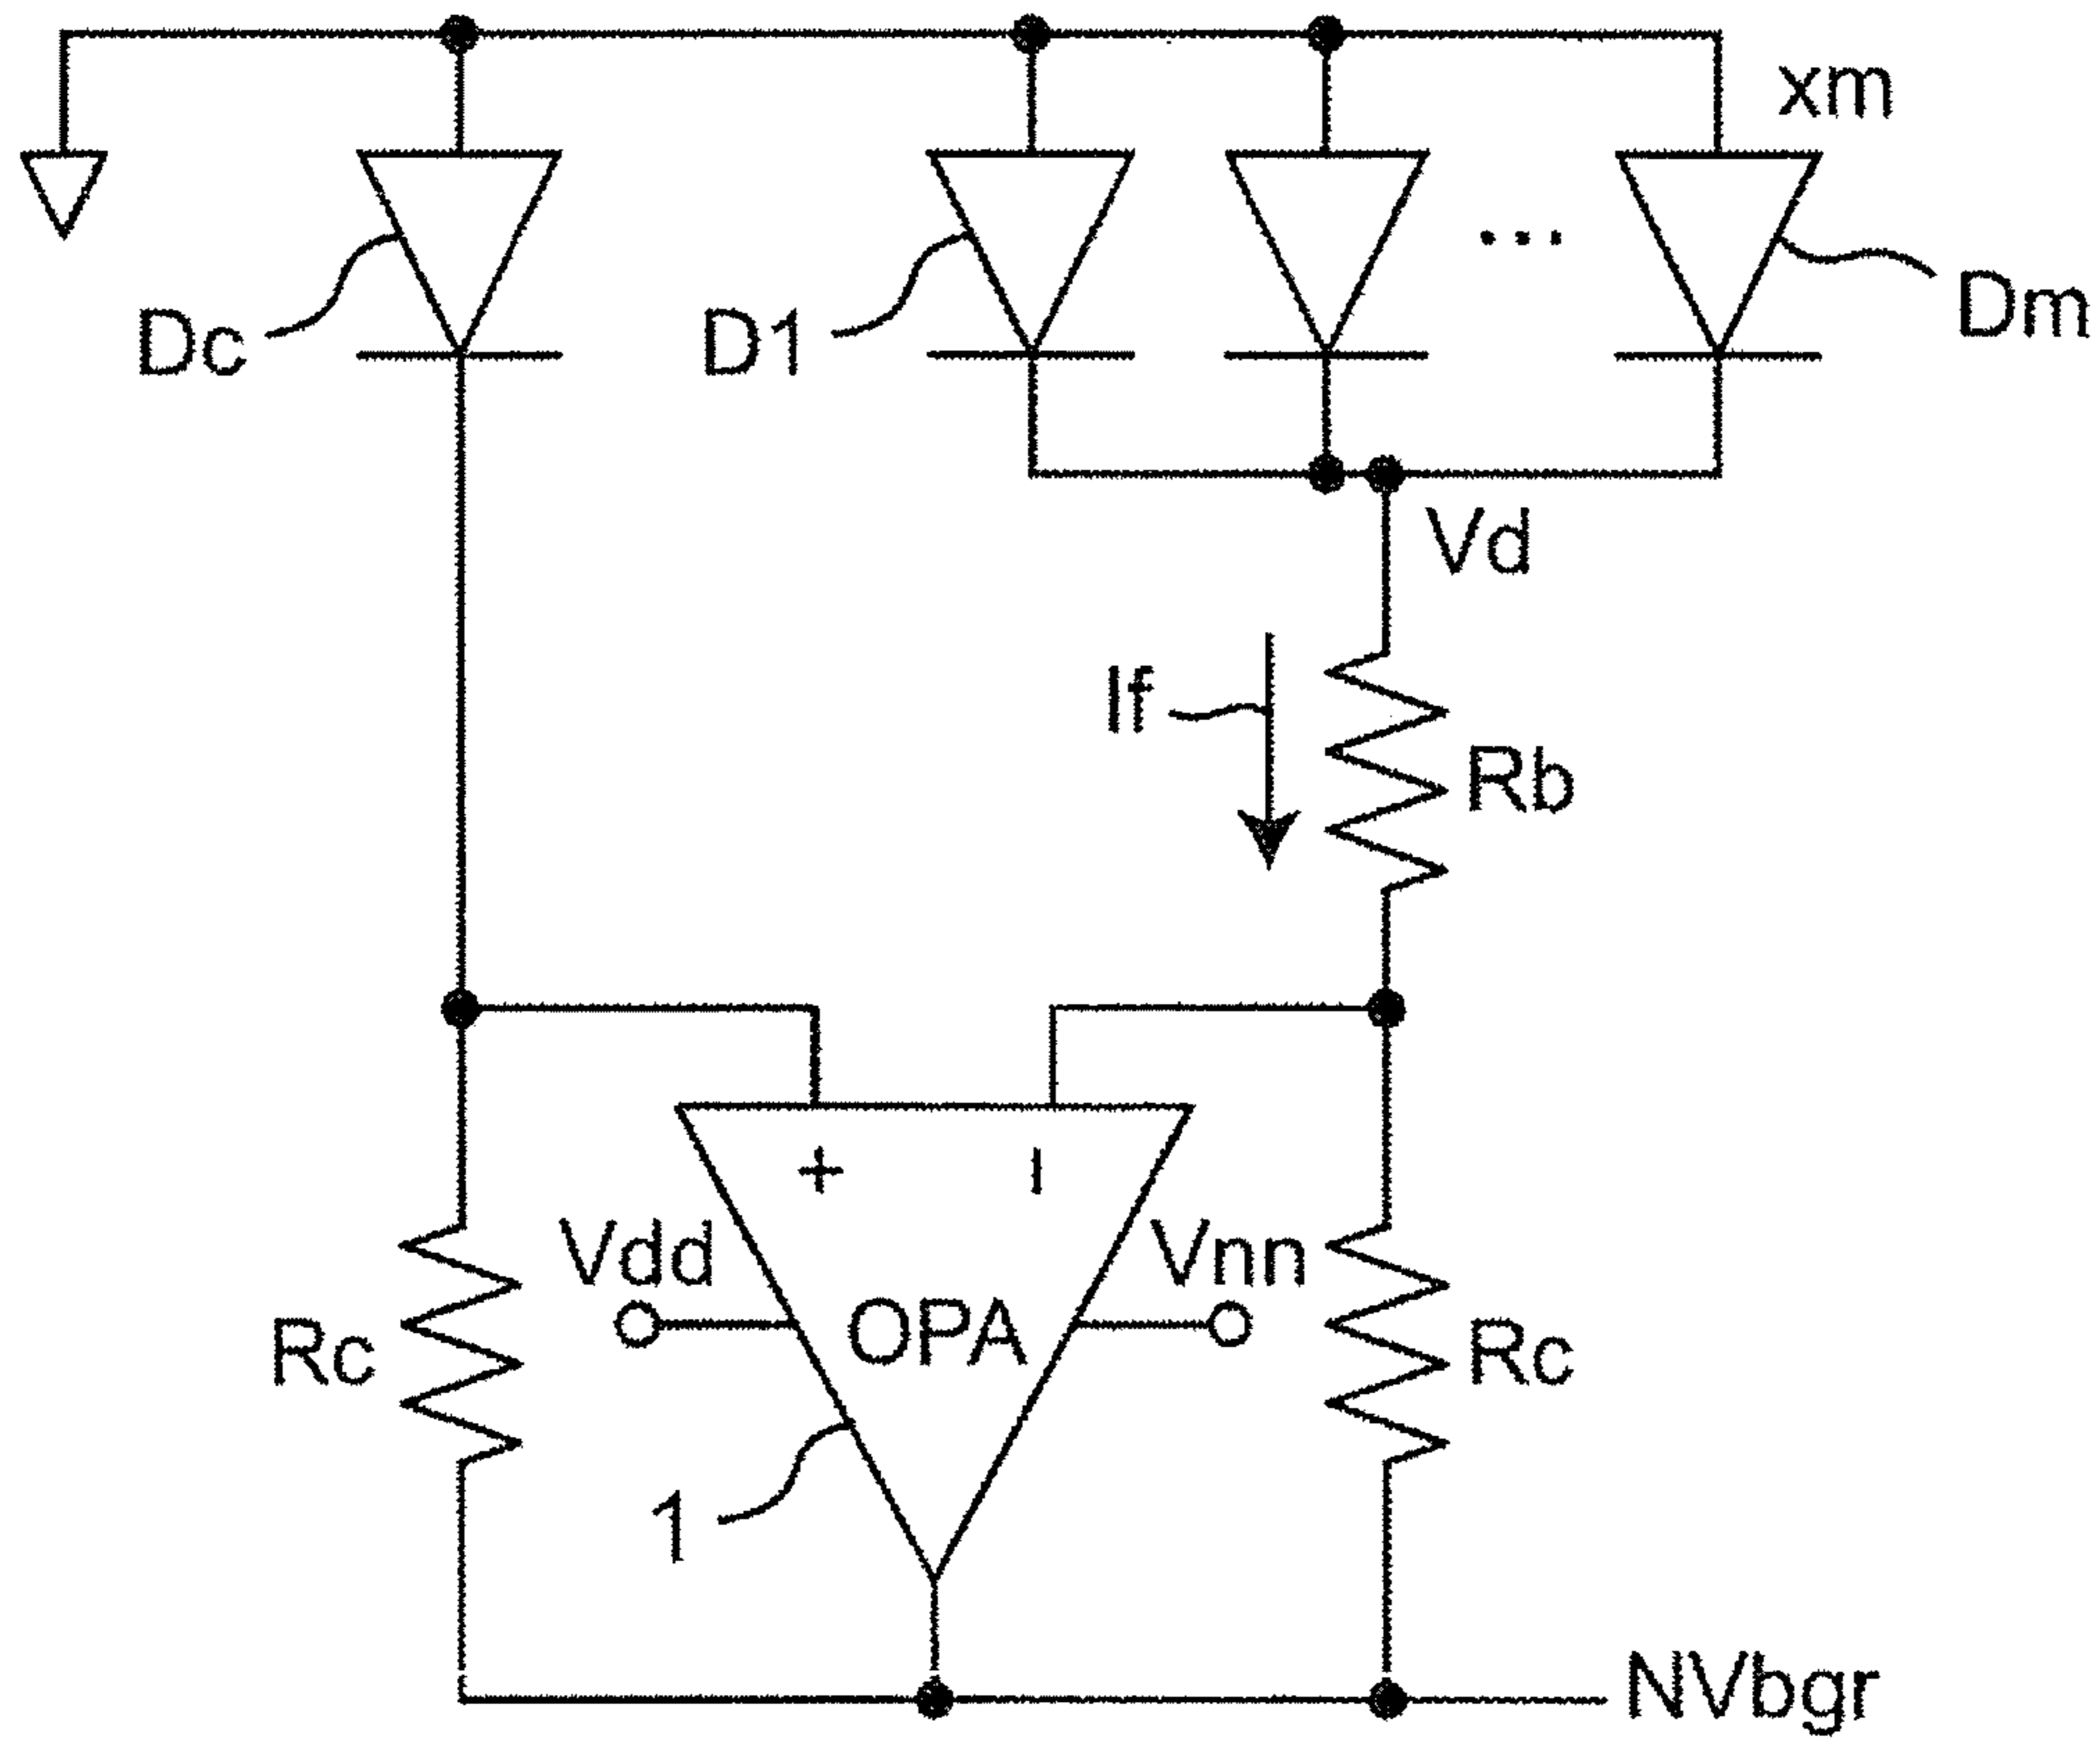 xm
Dc
D1
...
Dm
Vd
If
Rb
+
−
Vdd
Vnn
OPA
Rc
Rc
1
NVbgr